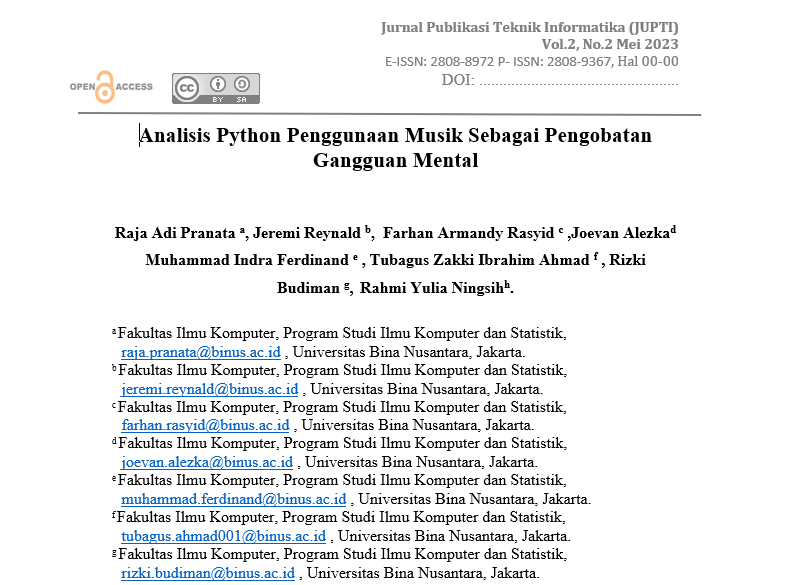 Jurnal Publikasi Teknik Informatika (JUPTI)
Vol.2, No.2 Mei 2023
E-ISSN: 2808-8972 P- ISSN: 2808-9367, Hal 00-00
DOI: .....................................................
OPEN ACCESS
cc BY SA
Analisis Python Penggunaan Musik Sebagai Pengobatan
Gangguan Mental
Raja Adi Pranata ᵃ, Jeremi Reynald ᵇ, Farhan Armandy Rasyid ᶜ ,Joevan Alezkaᵈ
Muhammad Indra Ferdinand ᵉ , Tubagus Zakki Ibrahim Ahmad ᶠ , Rizki
Budiman ᵍ, Rahmi Yulia Ningsihʰ.
ᵃ Fakultas Ilmu Komputer, Program Studi Ilmu Komputer dan Statistik,
raja.pranata@binus.ac.id , Universitas Bina Nusantara, Jakarta.
ᵇ Fakultas Ilmu Komputer, Program Studi Ilmu Komputer dan Statistik,
jeremi.reynald@binus.ac.id , Universitas Bina Nusantara, Jakarta.
ᶜ Fakultas Ilmu Komputer, Program Studi Ilmu Komputer dan Statistik,
farhan.rasyid@binus.ac.id , Universitas Bina Nusantara, Jakarta.
ᵈ Fakultas Ilmu Komputer, Program Studi Ilmu Komputer dan Statistik,
joevan.alezka@binus.ac.id , Universitas Bina Nusantara, Jakarta.
ᵉ Fakultas Ilmu Komputer, Program Studi Ilmu Komputer dan Statistik,
muhammad.ferdinand@binus.ac.id , Universitas Bina Nusantara, Jakarta.
ᶠ Fakultas Ilmu Komputer, Program Studi Ilmu Komputer dan Statistik,
tubagus.ahmad001@binus.ac.id , Universitas Bina Nusantara, Jakarta.
ᵍ Fakultas Ilmu Komputer, Program Studi Ilmu Komputer dan Statistik,
rizki.budiman@binus.ac.id , Universitas Bina Nusantara, Jakarta.